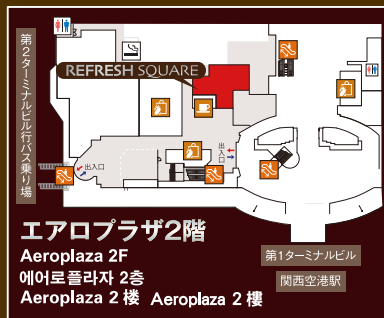 第2ターミナルビル行バス乗り場
REFRESH SQUARE
出入口
出入口
エアロプラザ2階
Aeroplaza 2F
에어로플라자 2층
Aeroplaza 2 楼 Aeroplaza 2 樓
第1ターミナルビル
関西空港駅